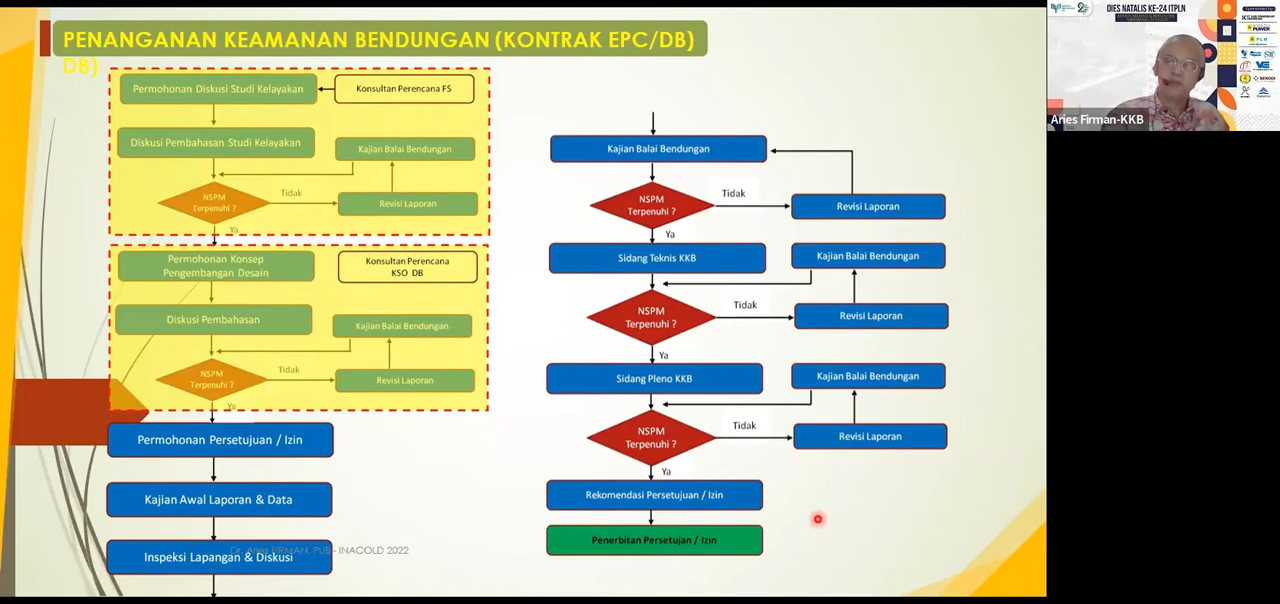 PENANGANAN KEAMANAN BENDUNGAN (KONTRAK EPC/DB)
DB)
Permohonan Diskusi Studi Kelayakan
Konsultan Perencana FS
Diskusi Pembahasan Studi Kelayakan
Kajian Balai Bendungan
NSPM
Terpenuhi ?
Tidak
Revisi Laporan
Ya
Permohonan Konsep
Pengembangan Desain
Konsultan Perencana
KSO DB
Diskusi Pembahasan
Kajian Balai Bendungan
NSPM
Terpenuhi ?
Tidak
Revisi Laporan
Ya
Permohonan Persetujuan / Izin
Kajian Awal Laporan & Data
Inspeksi Lapangan & Diskusi
Dr. Aries FIRMAN, PUB - INACOLD 2022
Kajian Balai Bendungan
NSPM
Terpenuhi ?
Tidak
Revisi Laporan
Ya
Sidang Teknis KKB
Kajian Balai Bendungan
NSPM
Terpenuhi ?
Tidak
Revisi Laporan
Ya
Sidang Pleno KKB
Kajian Balai Bendungan
NSPM
Terpenuhi ?
Tidak
Revisi Laporan
Ya
Rekomendasi Persetujuan / Izin
Penerbitan Persetujan / Izin
DIES NATALIS KE-24 ITPLN
Aries Firman-KKB